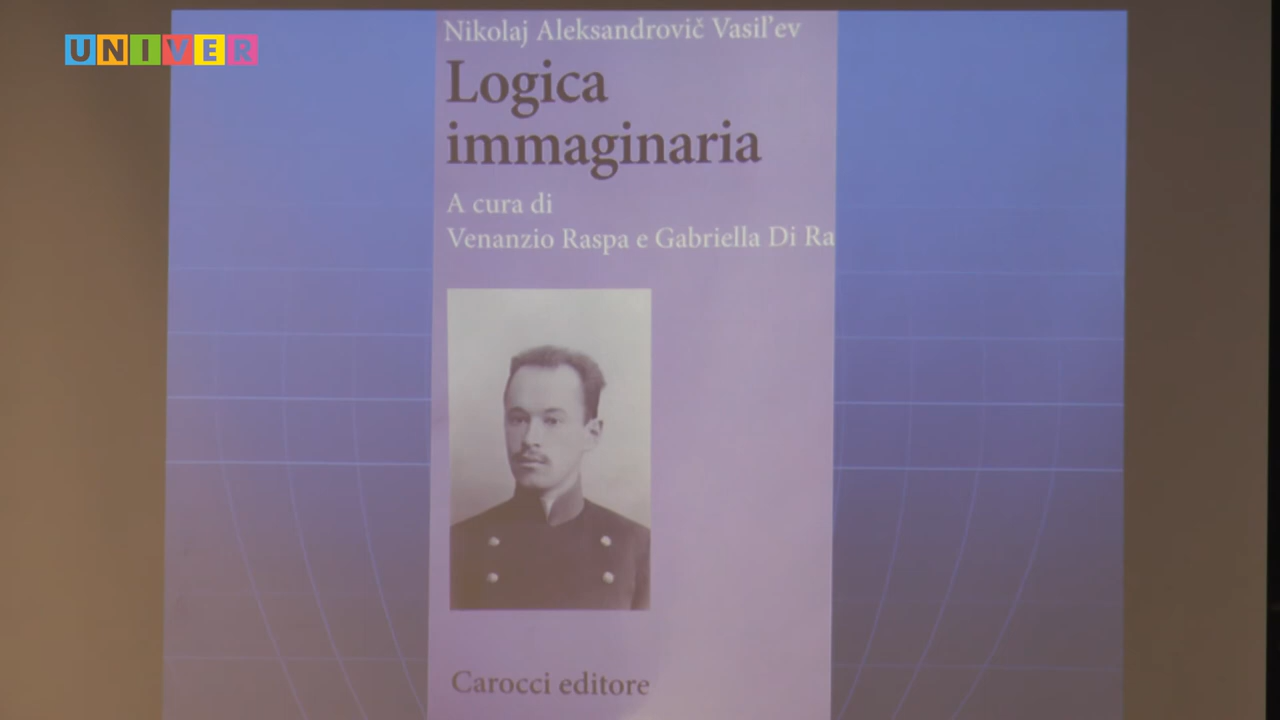 UNIVER
Nikolaj Aleksandrovič Vasil'ev
Logica
immaginaria
A cura di
Venanzio Raspa e Gabriella Di Ra
Carocci editore